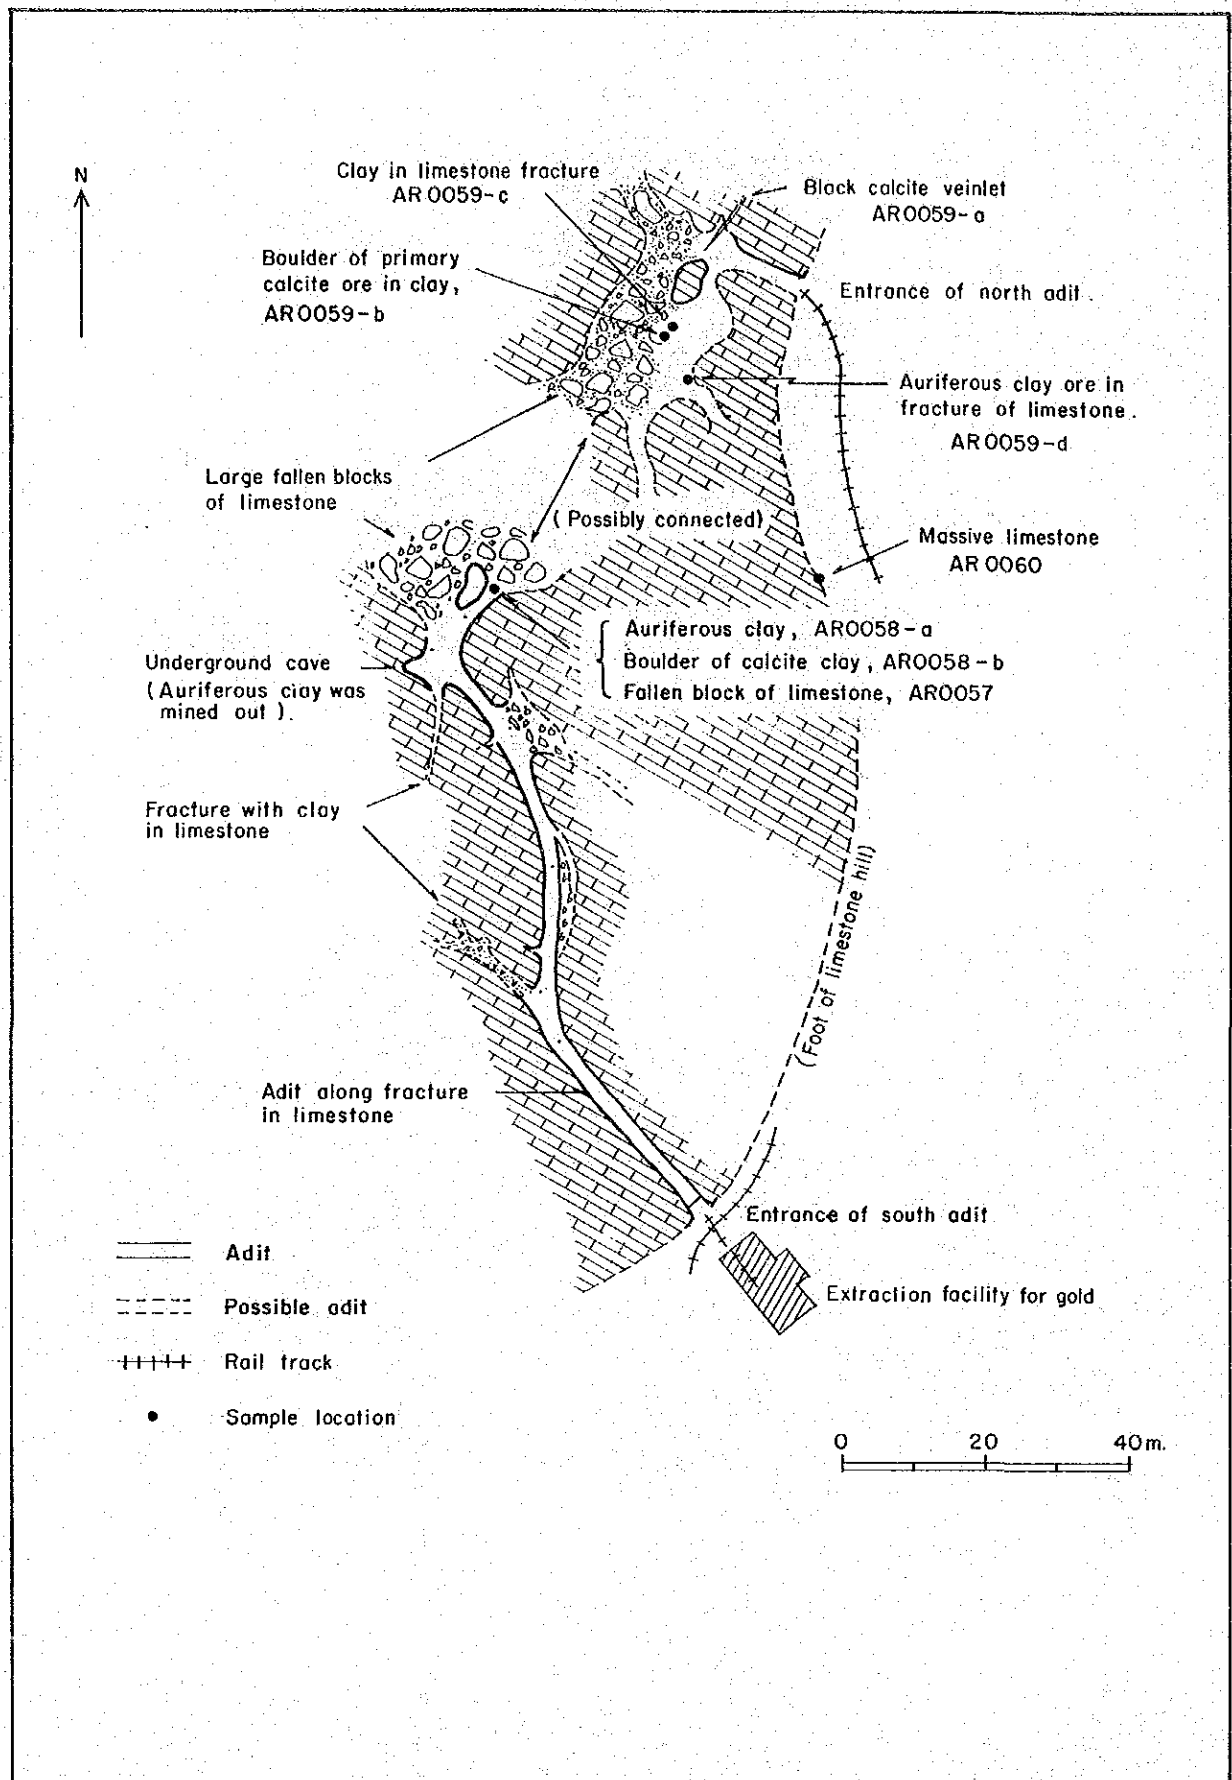 N
Clay in limestone fracture
AR0059-c
Black calcite veinlet
AR0059-a
Boulder of primary
calcite ore in clay,
AR0059-b
Entrance of north adit.
Auriferous clay ore in
fracture of limestone.
AR0059-d
Large fallen blocks
of limestone
(Possibly connected)
Massive limestone
AR0060
Auriferous clay, AR0058-a
Boulder of calcite clay, AR0058-b
Fallen block of limestone, AR0057
Underground cave
(Auriferous clay was
mined out).
Fracture with clay
in limestone
(Foot of limestone hill)
Adit along fracture
in limestone
Entrance of south adit
Extraction facility for gold
Adit
Possible adit
Rail track
Sample location
0 20 40m.